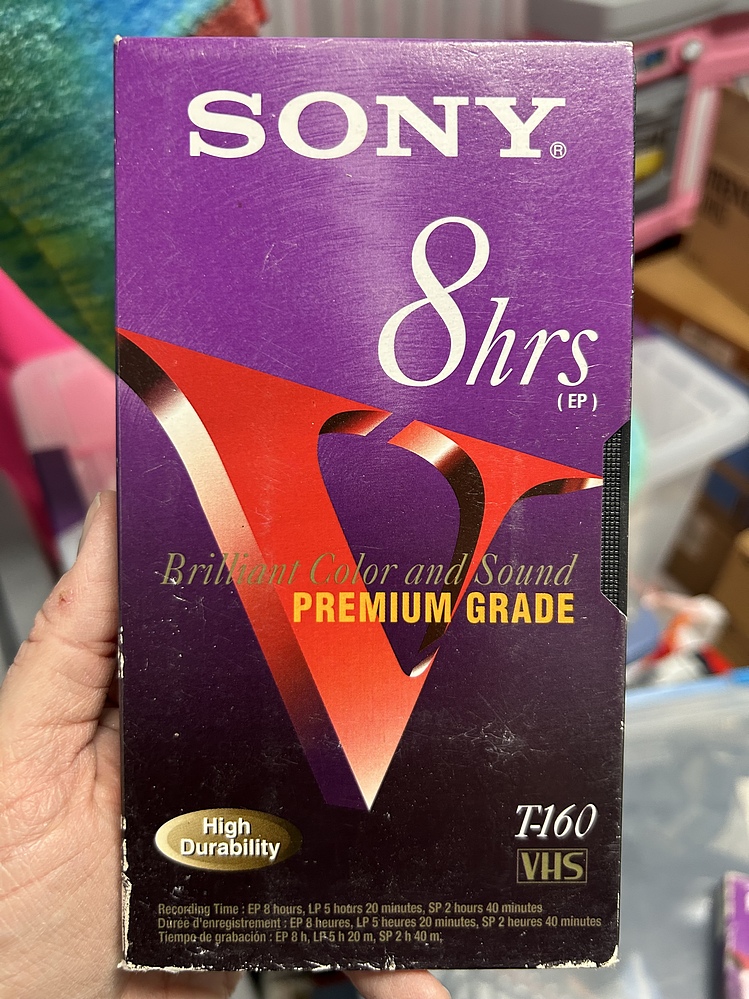 SONY®
8hrs
(EP)
V
Brilliant Color and Sound
PREMIUM GRADE
High
Durability
T-160
VHS
Recording Time : EP 8 hours, LP 5 hours 20 minutes, SP 2 hours 40 minutes
Durée d'enregistrement : EP 8 heures, LP 5 heures 20 minutes, SP 2 heures 40 minutes
Tiempo de grabación : EP 8 h, LP 5 h 20 m, SP 2 h 40 m;